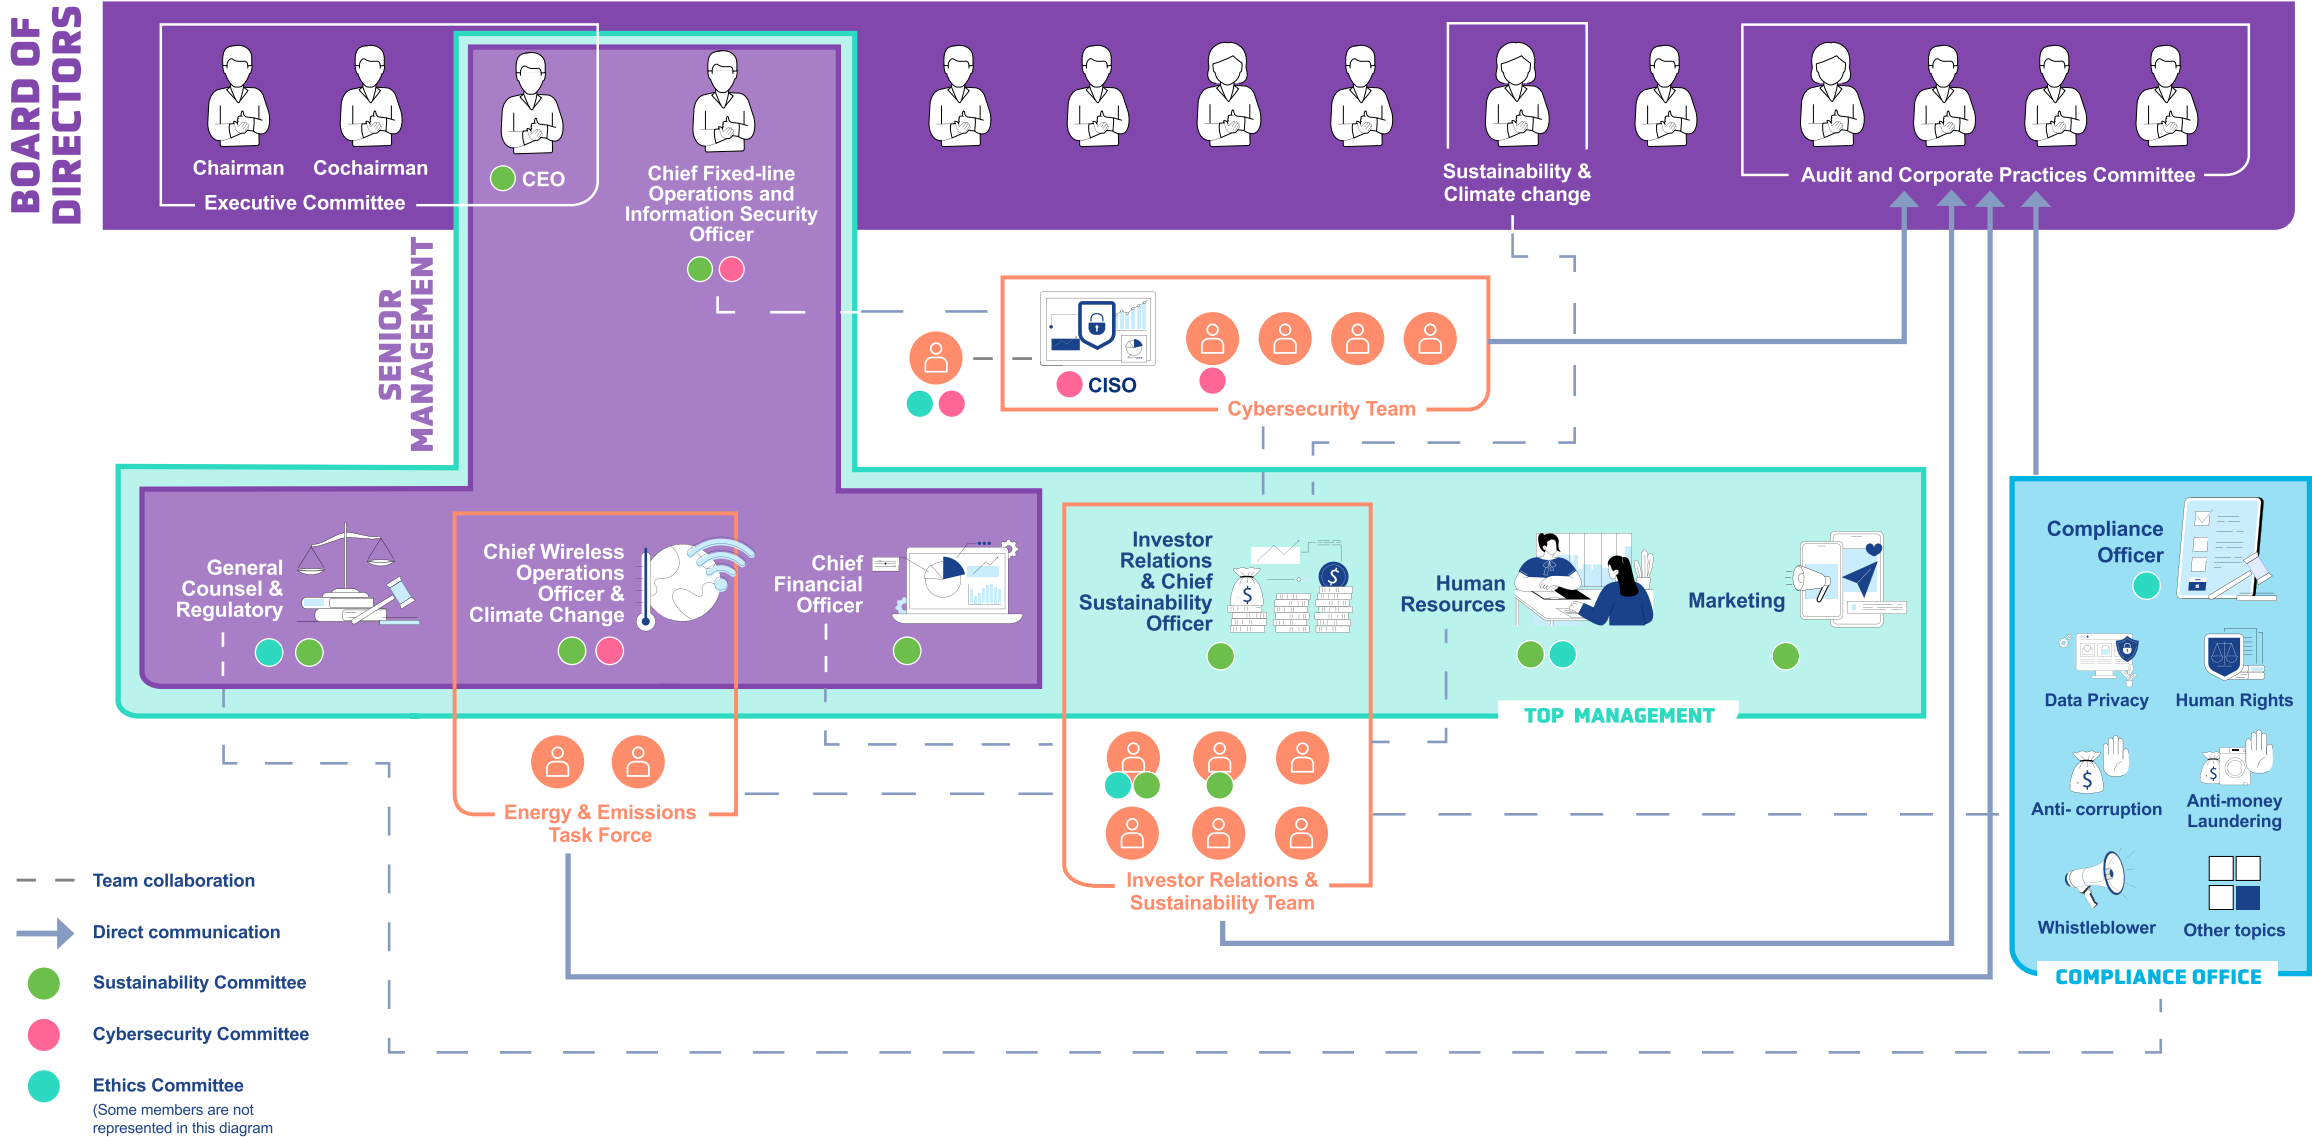 BOARD OF
DIRECTORS
Chairman
Cochairman
Executive Committee
CEO
Chief Fixed-line
Operations and
Information Security
Officer
Sustainability &
Climate change
Audit and Corporate Practices Committee
SENIOR
MANAGEMENT
CISO
Cybersecurity Team
General
Counsel &
Regulatory
Chief Wireless
Operations
Officer &
Climate Change
Chief
Financial
Officer
Investor
Relations
& Chief
Sustainability
Officer
Human
Resources
Marketing
TOP MANAGEMENT
Compliance
Officer
Data Privacy
Human Rights
Anti- corruption
Anti-money
Laundering
Whistleblower
Other topics
COMPLIANCE OFFICE
Energy & Emissions
Task Force
Investor Relations &
Sustainability Team
Team collaboration
Direct communication
Sustainability Committee
Cybersecurity Committee
Ethics Committee
(Some members are not
represented in this diagram